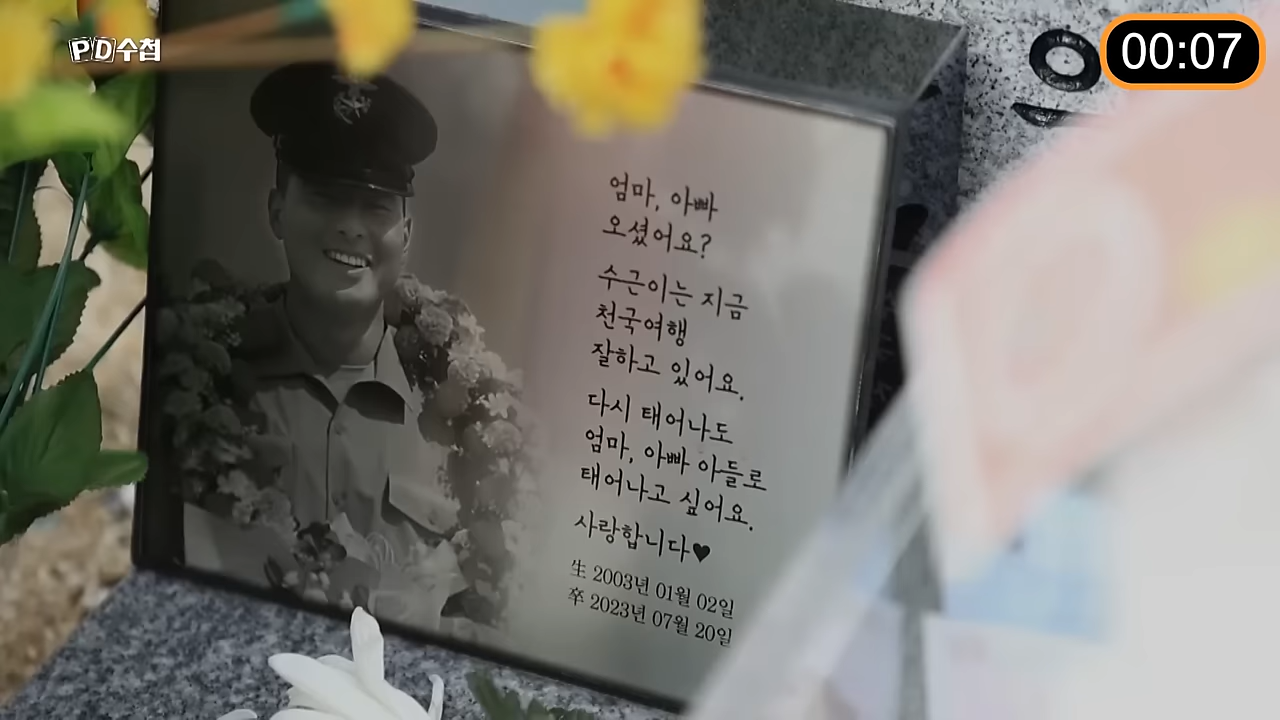 PD수첩
00:07
엄마, 아빠
오셨어요?
수근이는 지금
천국여행
잘하고 있어요.
다시 태어나도
엄마, 아빠 아들로
태어나고 싶어요.
사랑합니다♥
生 2003년 01월 02일
卒 2023년 07월 20일